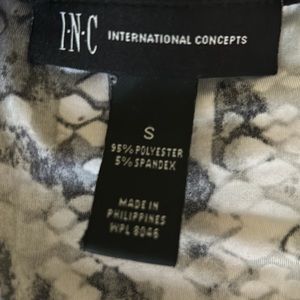 I·N·C INTERNATIONAL CONCEPTS
S
95% POLYESTER
5% SPANDEX
MADE IN
PHILIPPINES
WPL 8046